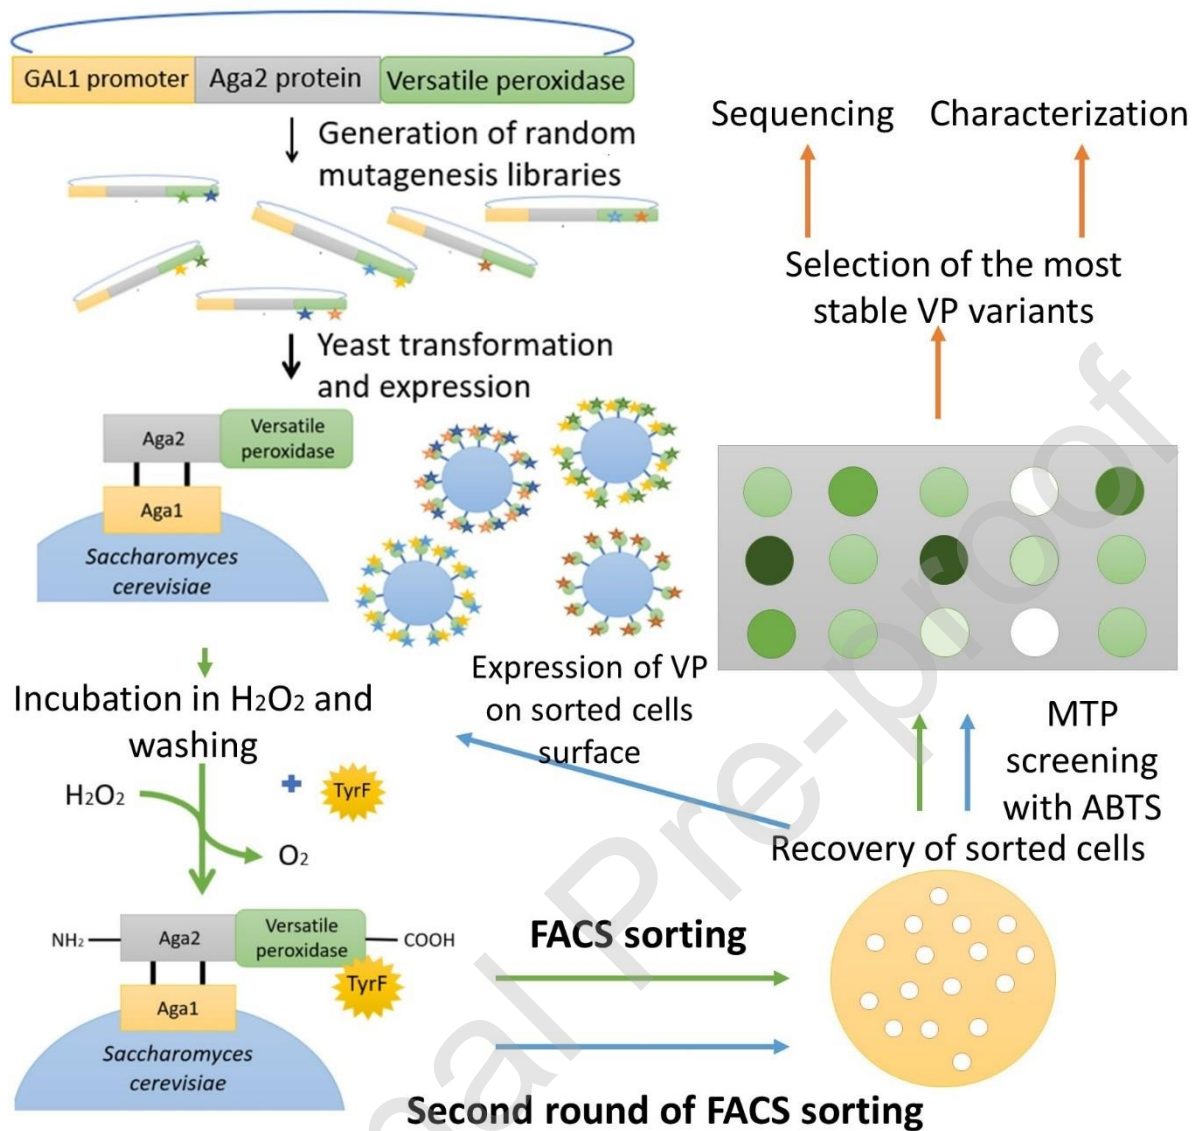 GAL1 promoter Aga2 protein Versatile peroxidase
Generation of random
mutagenesis libraries
Yeast transformation
and expression
Aga2
Versatile
peroxidase
Aga1
Saccharomyces
cerevisiae
Incubation in H2O2 and
washing
H2O2
+
TyrF
O2
NH2
Aga2
Versatile
peroxidase
COOH
TyrF
Aga1
Saccharomyces
cerevisiae
FACS sorting
Second round of FACS sorting
Expression of VP
on sorted cells
surface
Recovery of sorted cells
MTP
screening
with ABTS
Selection of the most
stable VP variants
Sequencing
Characterization
nal Pre-proof